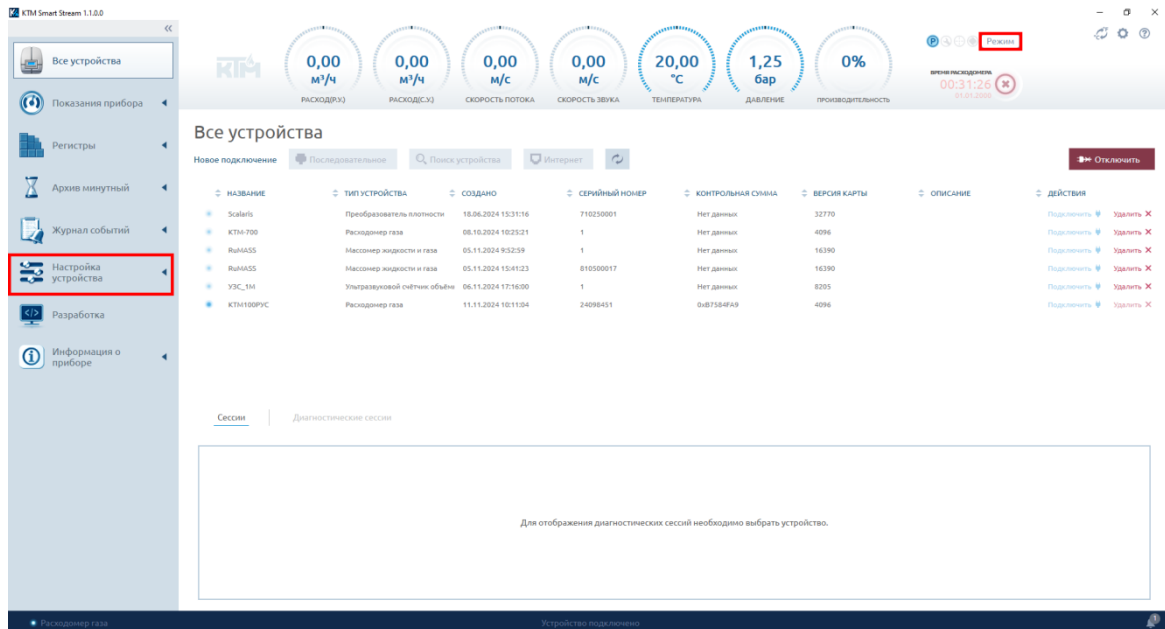 KTM Smart Stream 1.1.0.0
Все устройства
Показания прибора
Регистры
Архив минутный
Журнал событий
Настройка
устройства
Разработка
Информация о
приборе
КТМ
0,00 0,00 0,00 0,00 20,00 1,25 0%
м³/ч м³/ч м/с м/с °C бар
РАСХОД(Р.У.) РАСХОД(С.У.) СКОРОСТЬ ПОТОКА СКОРОСТЬ ЗВУКА ТЕМПЕРАТУРА ДАВЛЕНИЕ ПРОИЗВОДИТЕЛЬНОСТЬ
P Режим
ВРЕМЯ РАСХОДОМЕРА
00:31:26
01.01.2000
Все устройства
Новое подключение Последовательное Поиск устройства Интернет Отключить
НАЗВАНИЕ ТИП УСТРОЙСТВА СОЗДАНО СЕРИЙНЫЙ НОМЕР КОНТРОЛЬНАЯ СУММА ВЕРСИЯ КАРТЫ ОПИСАНИЕ ДЕЙСТВИЯ
Scalaris Преобразователь плотности 18.06.2024 15:31:16 710250001 Нет данных 32770 Подключить Удалить
КТМ-700 Расходомер газа 08.10.2024 10:25:21 1 Нет данных 4096 Подключить Удалить
RuMASS Массомер жидкости и газа 05.11.2024 9:52:59 1 Нет данных 16390 Подключить Удалить
RuMASS Массомер жидкости и газа 05.11.2024 15:41:23 810500017 Нет данных 16390 Подключить Удалить
УЗС_1М Ультразвуковой счётчик объём 06.11.2024 17:16:00 1 Нет данных 8205 Подключить Удалить
КТМ100РУС Расходомер газа 11.11.2024 10:11:04 24098451 0xB7584FA9 4096 Подключить Удалить
Сессии Диагностические сессии
Для отображения диагностических сессий необходимо выбрать устройство.
Расходомер газа Устройство подключено 1